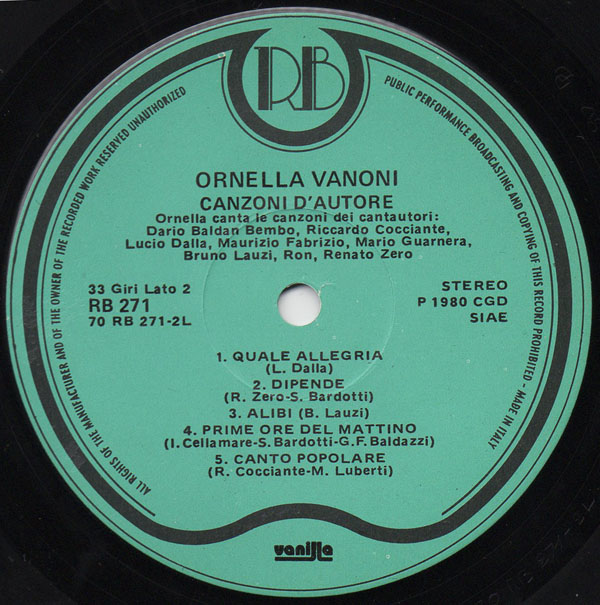 RB
ALL RIGHTS OF THE MANUFACTURER AND OF THE OWNER OF THE RECORDED WORK RESERVED UNAUTHORIZED
PUBLIC PERFORMANCE BROADCASTING AND COPYING OF THIS RECORD PROHIBITED - MADE IN ITALY
ORNELLA VANONI
CANZONI D'AUTORE
Ornella canta le canzoni dei cantautori:
Dario Baldan Bembo, Riccardo Cocciante,
Lucio Dalla, Maurizio Fabrizio, Mario Guarnera,
Bruno Lauzi, Ron, Renato Zero
33 Giri Lato 2
RB 271
70 RB 271-2L
STEREO
P 1980 CGD
SIAE
1. QUALE ALLEGRIA
(L. Dalla)
2. DIPENDE
(R. Zero-S. Bardotti)
3. ALIBI (B. Lauzi)
4. PRIME ORE DEL MATTINO
(I. Cellamare-S. Bardotti-G.F. Baldazzi)
5. CANTO POPOLARE
(R. Cocciante-M. Luberti)
vanilla